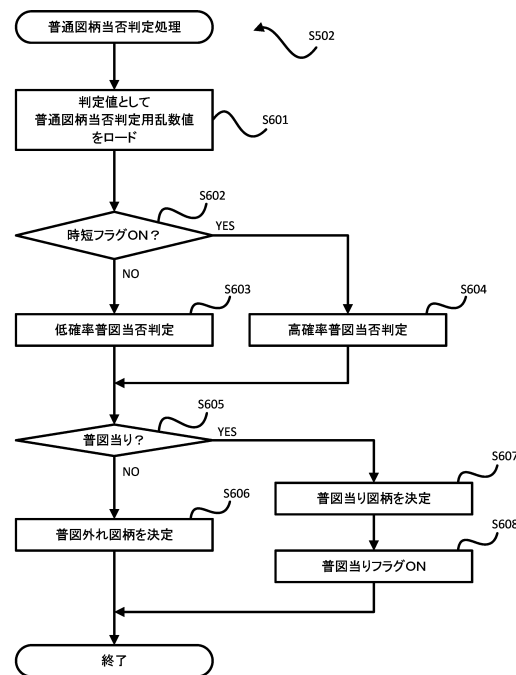 普通図柄当否判定処理
S502
判定値として
普通図柄当否判定用乱数値
をロード
S601
S602
時短フラグON？
YES
NO
S603
低確率普図当否判定
S604
高確率普図当否判定
S605
普図当り？
YES
NO
S606
普図外れ図柄を決定
S607
普図当り図柄を決定
S608
普図当りフラグON
終了